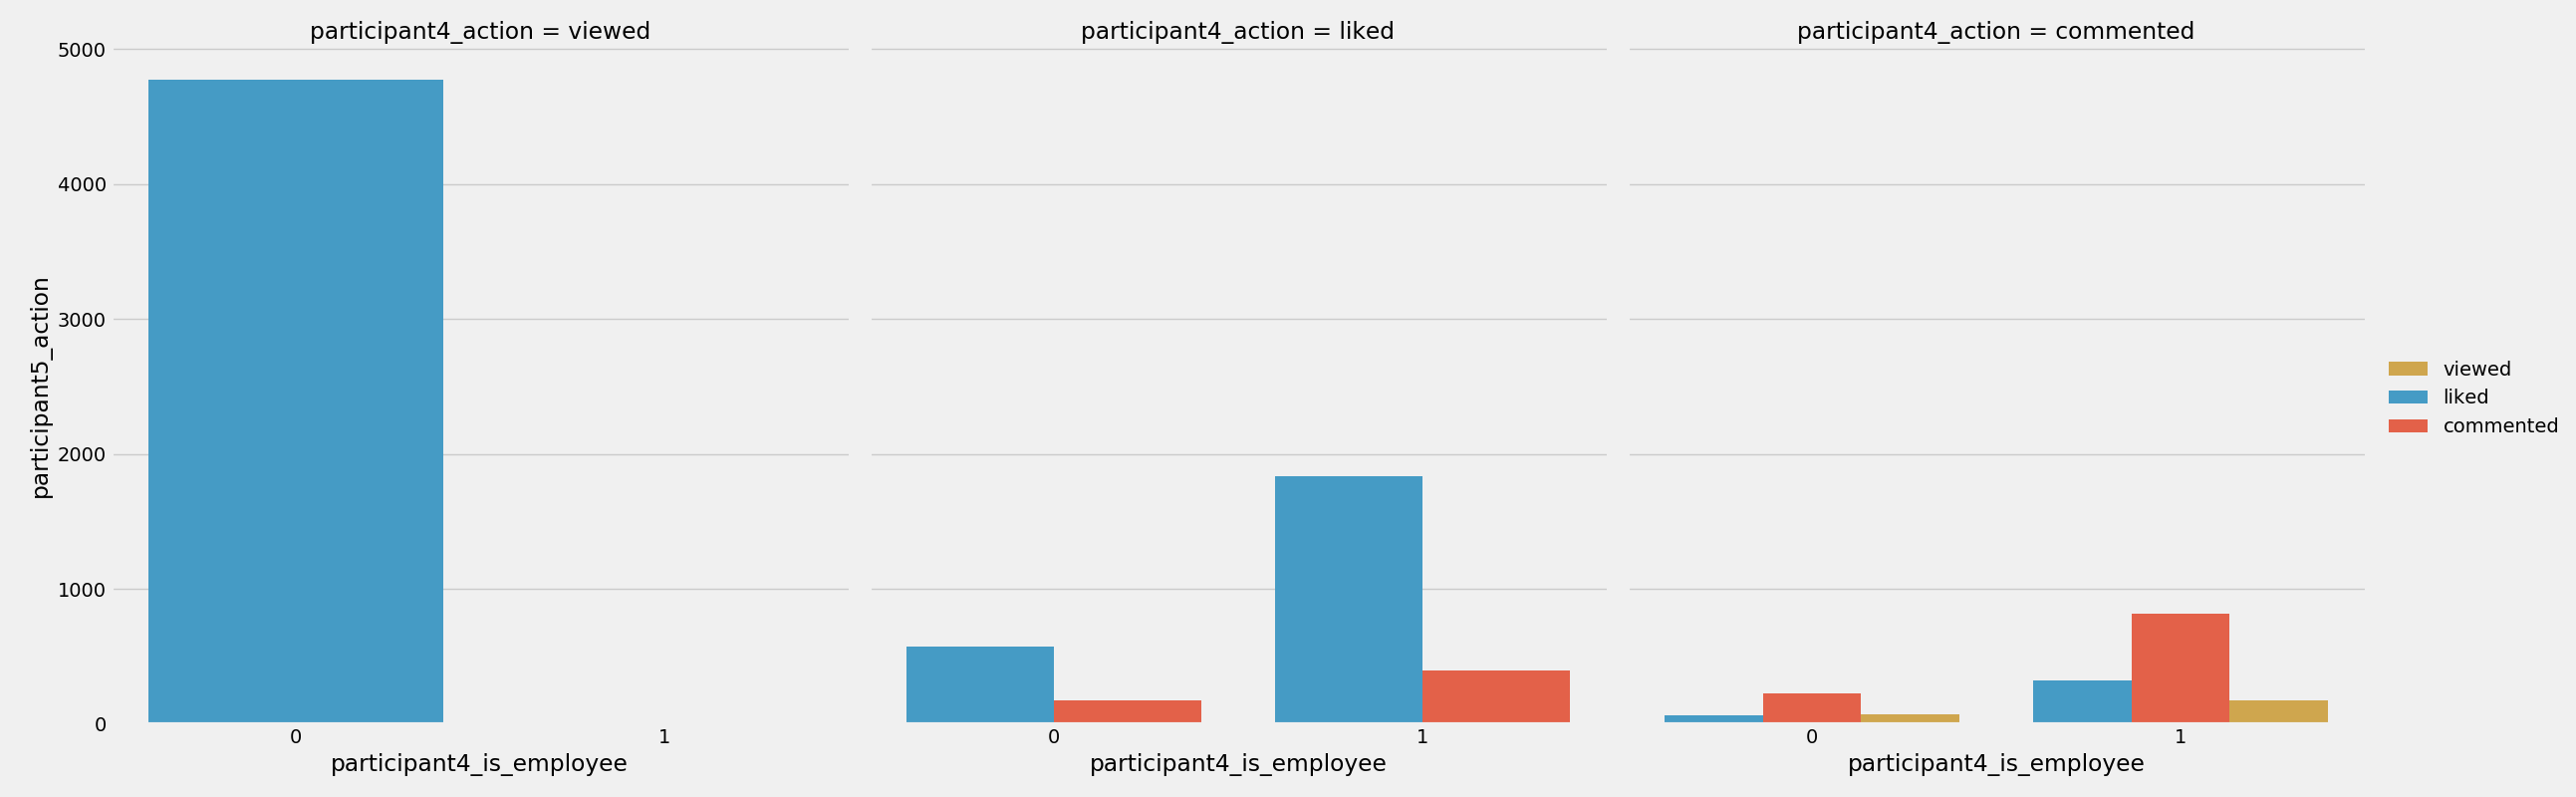 participant4_action = viewed
participant4_action = liked
participant4_action = commented
participant5_action
5000
4000
3000
2000
1000
0
0
1
participant4_is_employee
0
1
participant4_is_employee
0
1
participant4_is_employee
viewed
liked
commented